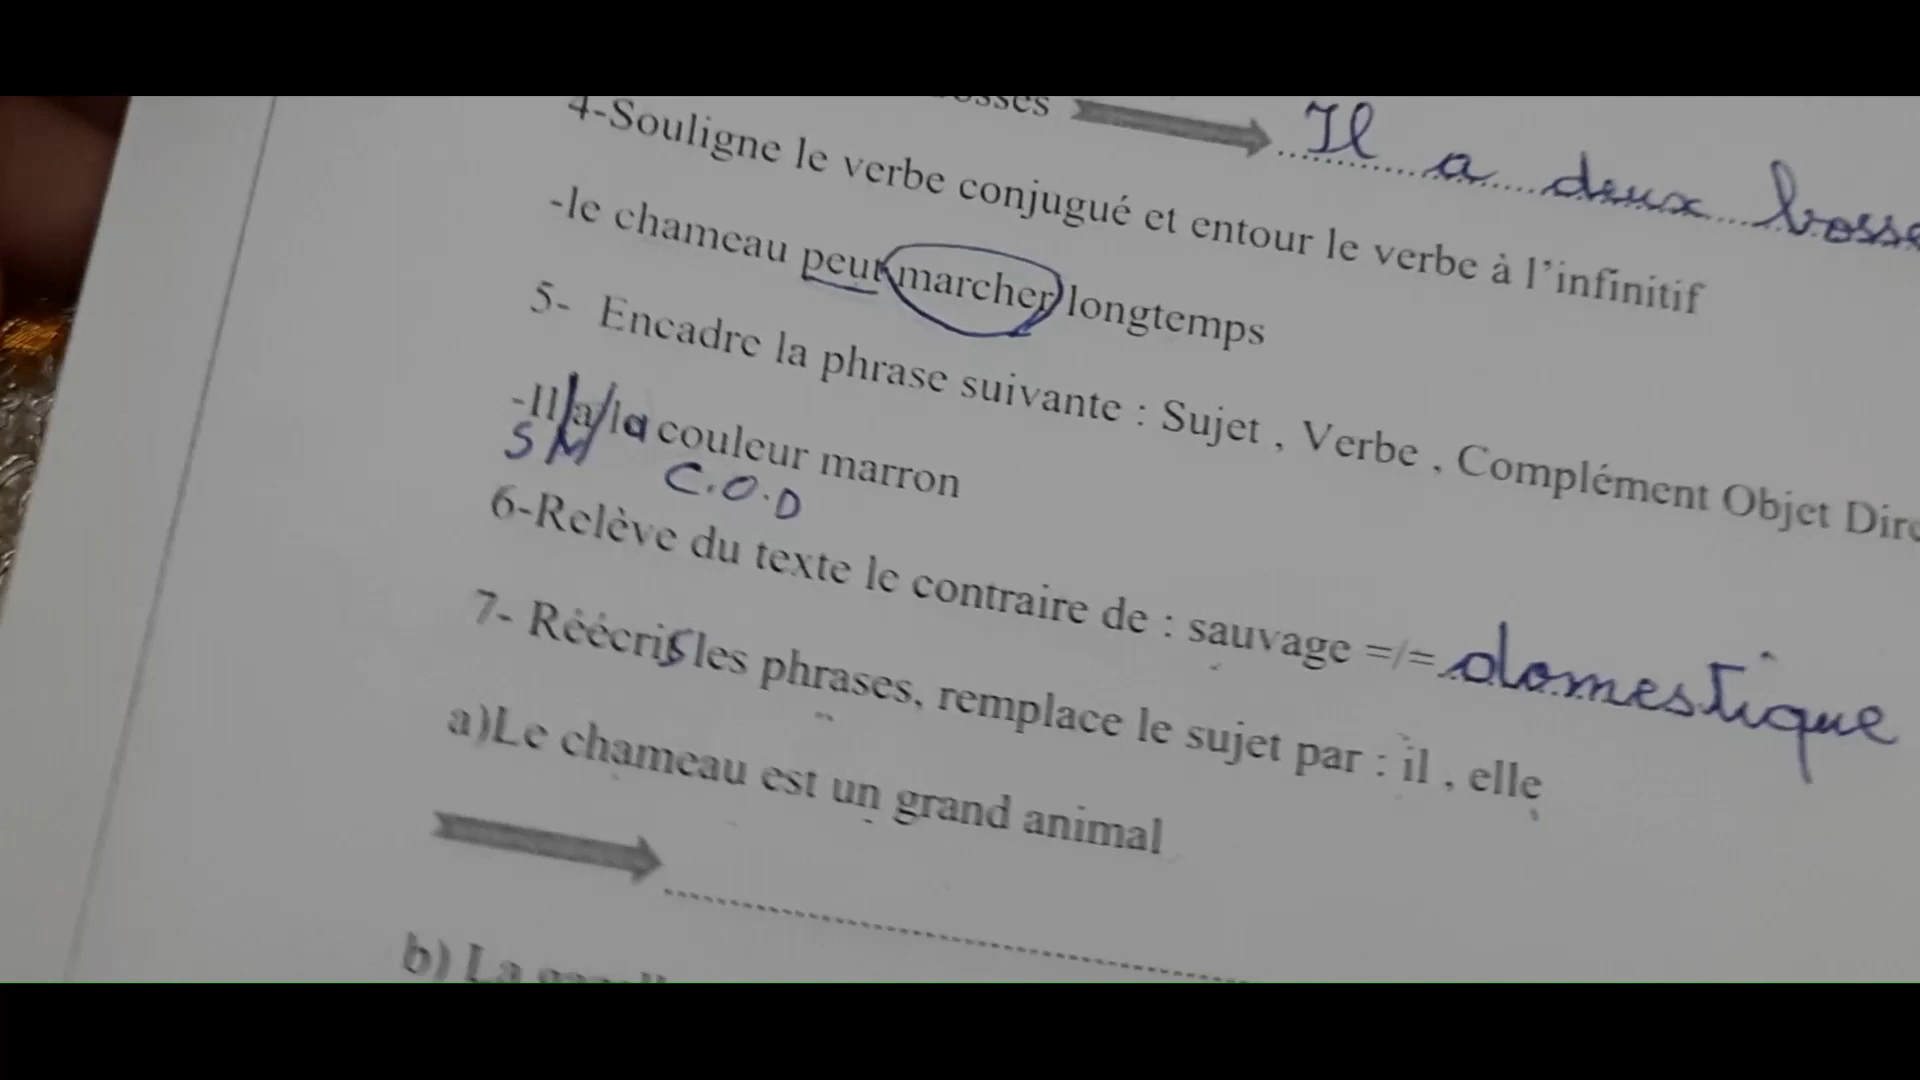 Il a deux bosse
4-Souligne le verbe conjugué et entour le verbe à l'infinitif
-le chameau peut marcher longtemps
5- Encadre la phrase suivante : Sujet , Verbe , Complément Objet Dire
-Il/a/la couleur marron
S C.O.D
6-Relève du texte le contraire de : sauvage =/= domestique
7- Réécris les phrases, remplace le sujet par : il , elle
a)Le chameau est un grand animal
b) La